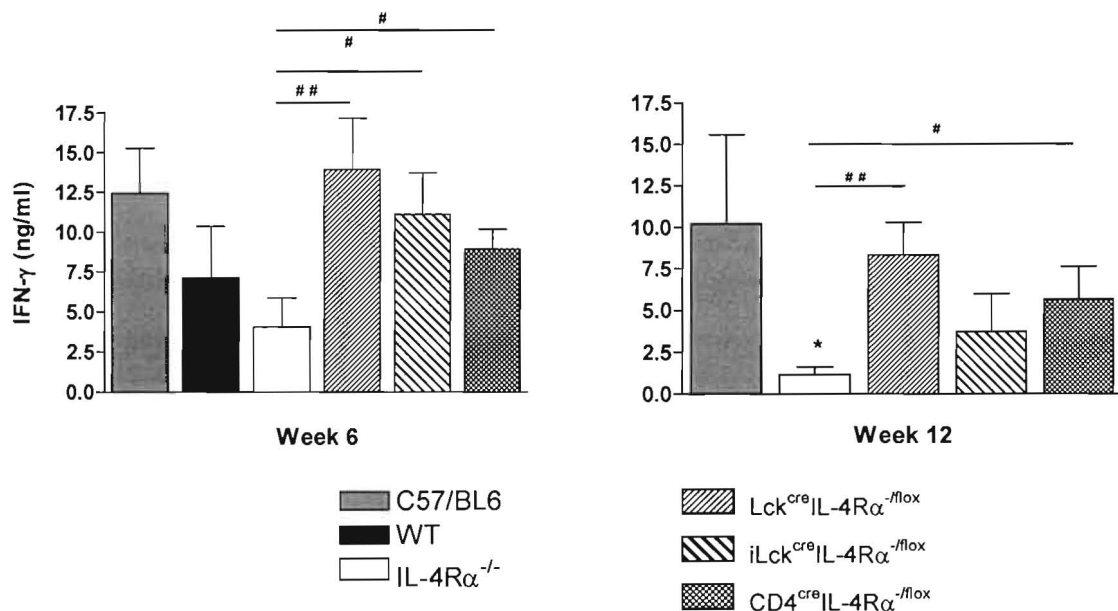 #
#
##
17.5
15.0
12.5
10.0
7.5
5.0
2.5
0.0
IFN-γ (ng/ml)
Week 6
#
##
*
17.5
15.0
12.5
10.0
7.5
5.0
2.5
0.0
Week 12
C57/BL6
WT
IL-4Rα-/-
LckcreIL-4Rα-/flox
iLckcreIL-4Rα-/flox
CD4creIL-4Rα-/flox